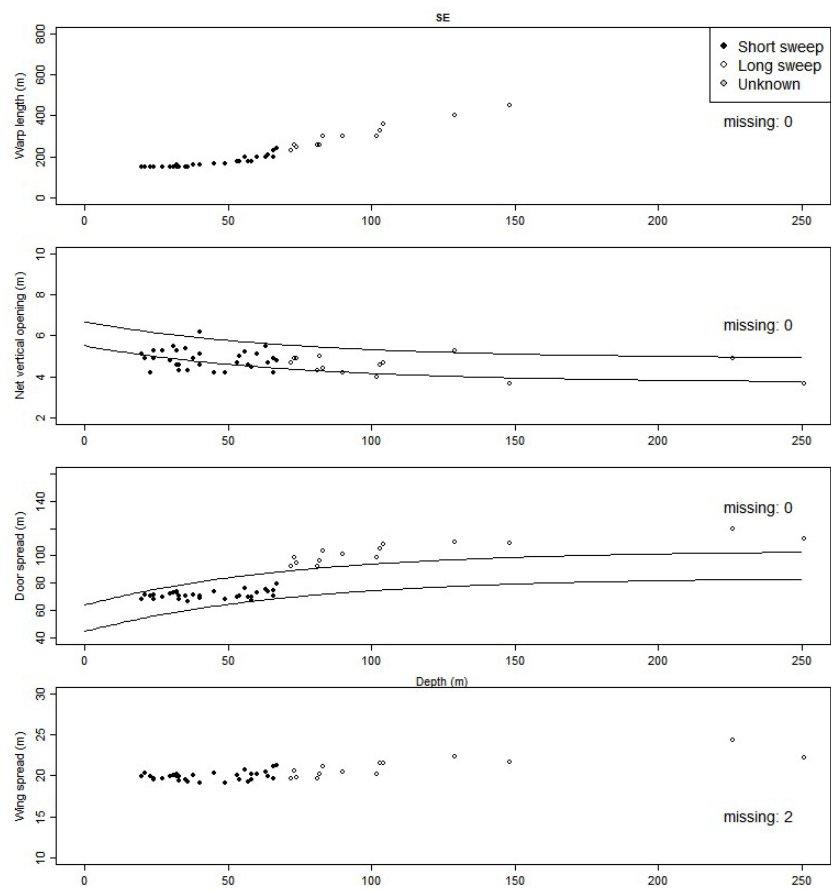 SE
Warp length (m)
800
600
400
200
0
Short sweep
Long sweep
Unknown
missing: 0
0 50 100 150 200 250
Net vertical opening (m)
10
8
6
4
2
missing: 0
0 50 100 150 200 250
Door spread (m)
140
100
80
60
40
missing: 0
0 50 100 150 200 250
Depth (m)
Wing spread (m)
30
25
20
15
10
missing: 2
0 50 100 150 200 250